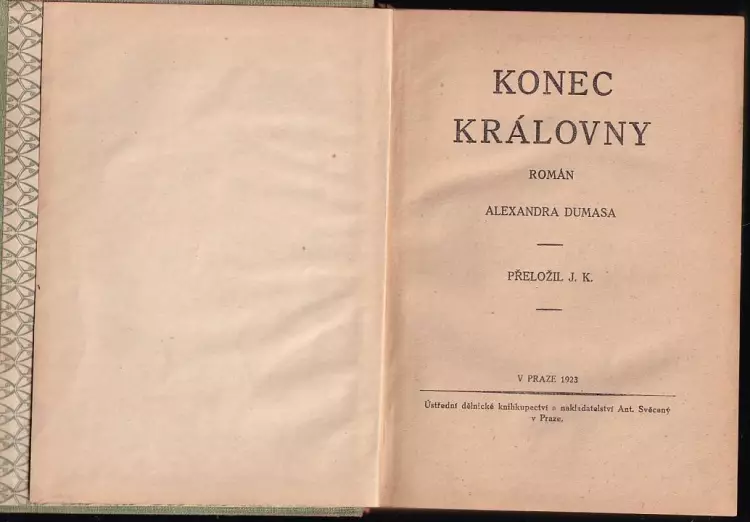 KONEC
KRÁLOVNY
ROMÁN
ALEXANDRA DUMASA
PŘELOŽIL J. K.
V PRAZE 1923
Ústřední dělnické knihkupectví a nakladatelství Ant. Svěcený
v Praze.